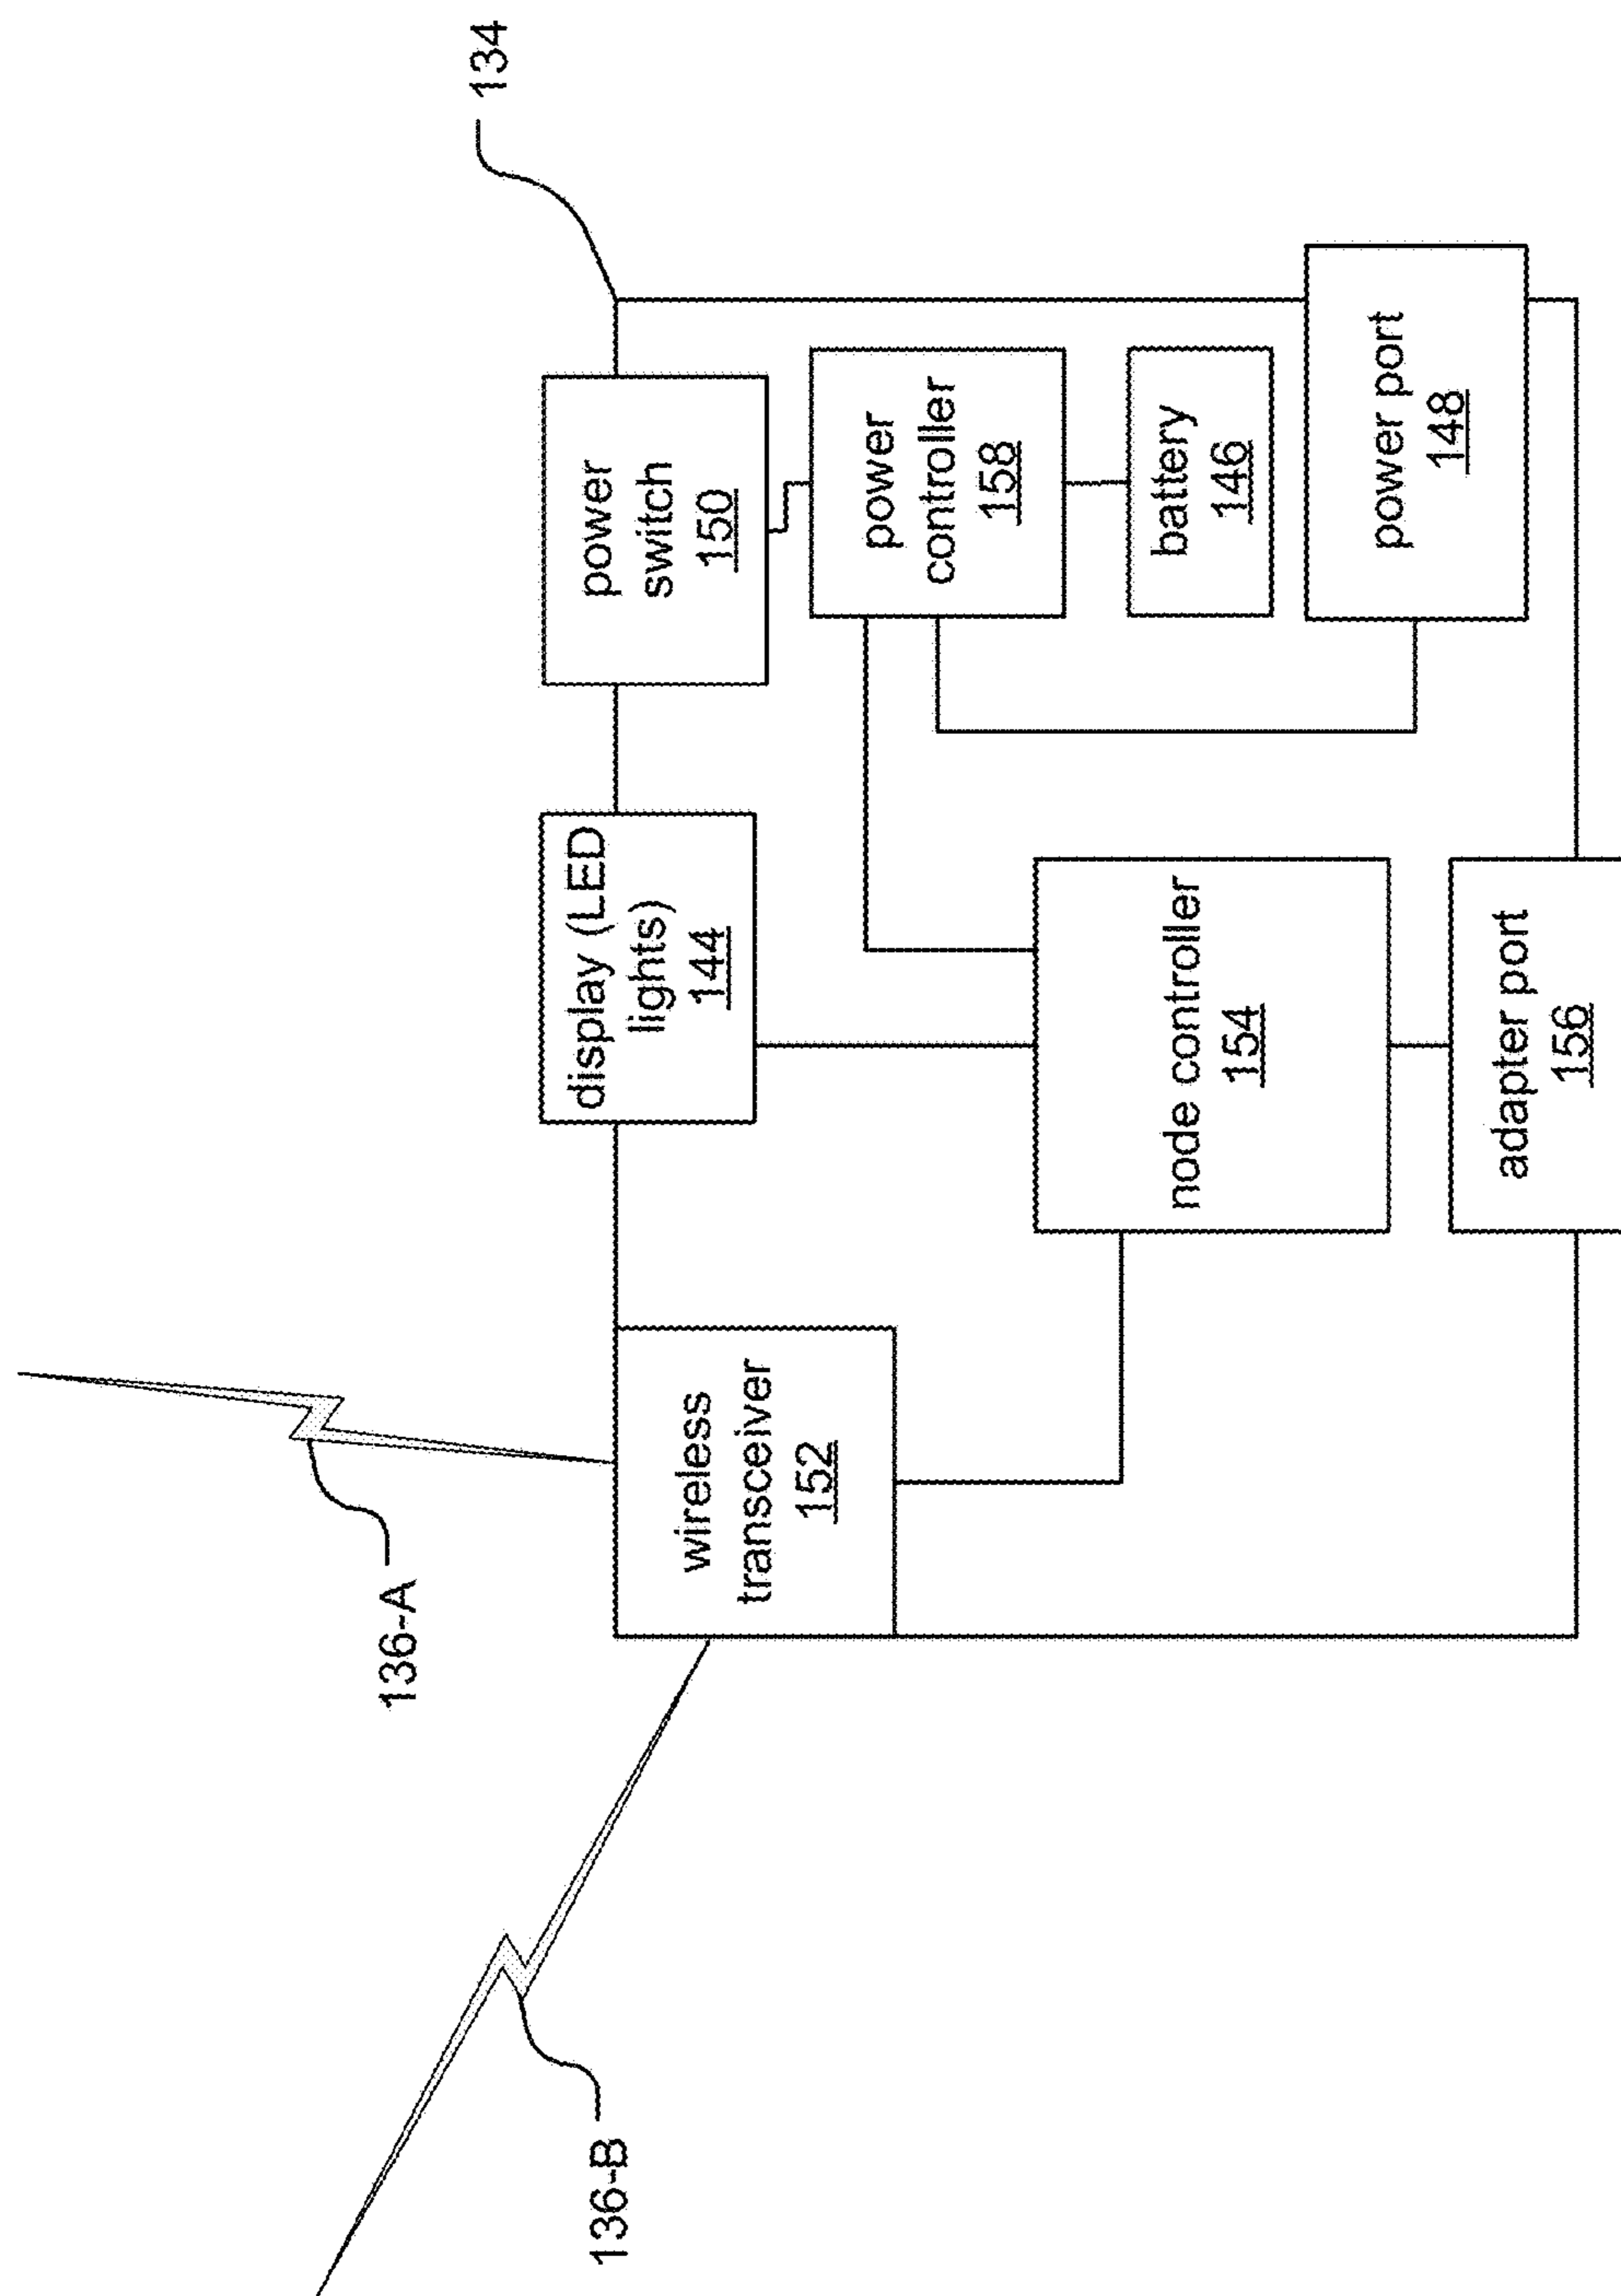 136-A
134
136-B
wireless
transceiver
152
display (LED
lights)
144
power
switch
150
power
controller
158
node controller
154
battery
146
power port
148
adapter port
156